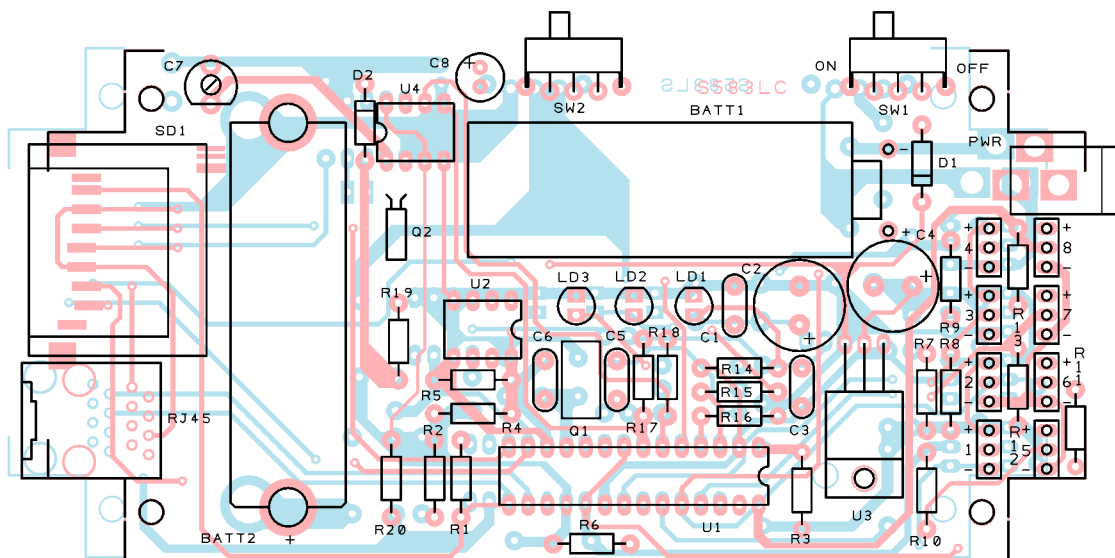 C7
D2
U4
C8
+
SW2
SL28S2
S583LC
BATT1
ON
OFF
SW1
SD1
PWR
-
D1
+
C4
Q2
+
4
-
+
8
-
R19
U2
LD3
LD2
LD1
C2
C1
+
+
R9
+
3
-
R13
+
7
-
C6
C5
R18
R14
R15
R16
C3
R7
R8
+
2
-
+
6
-
R11
R5
R4
R2
Q1
R17
RJ45
1
-
R12
+
5
-
R20
R1
U1
R6
R3
U3
R10
BATT2
+